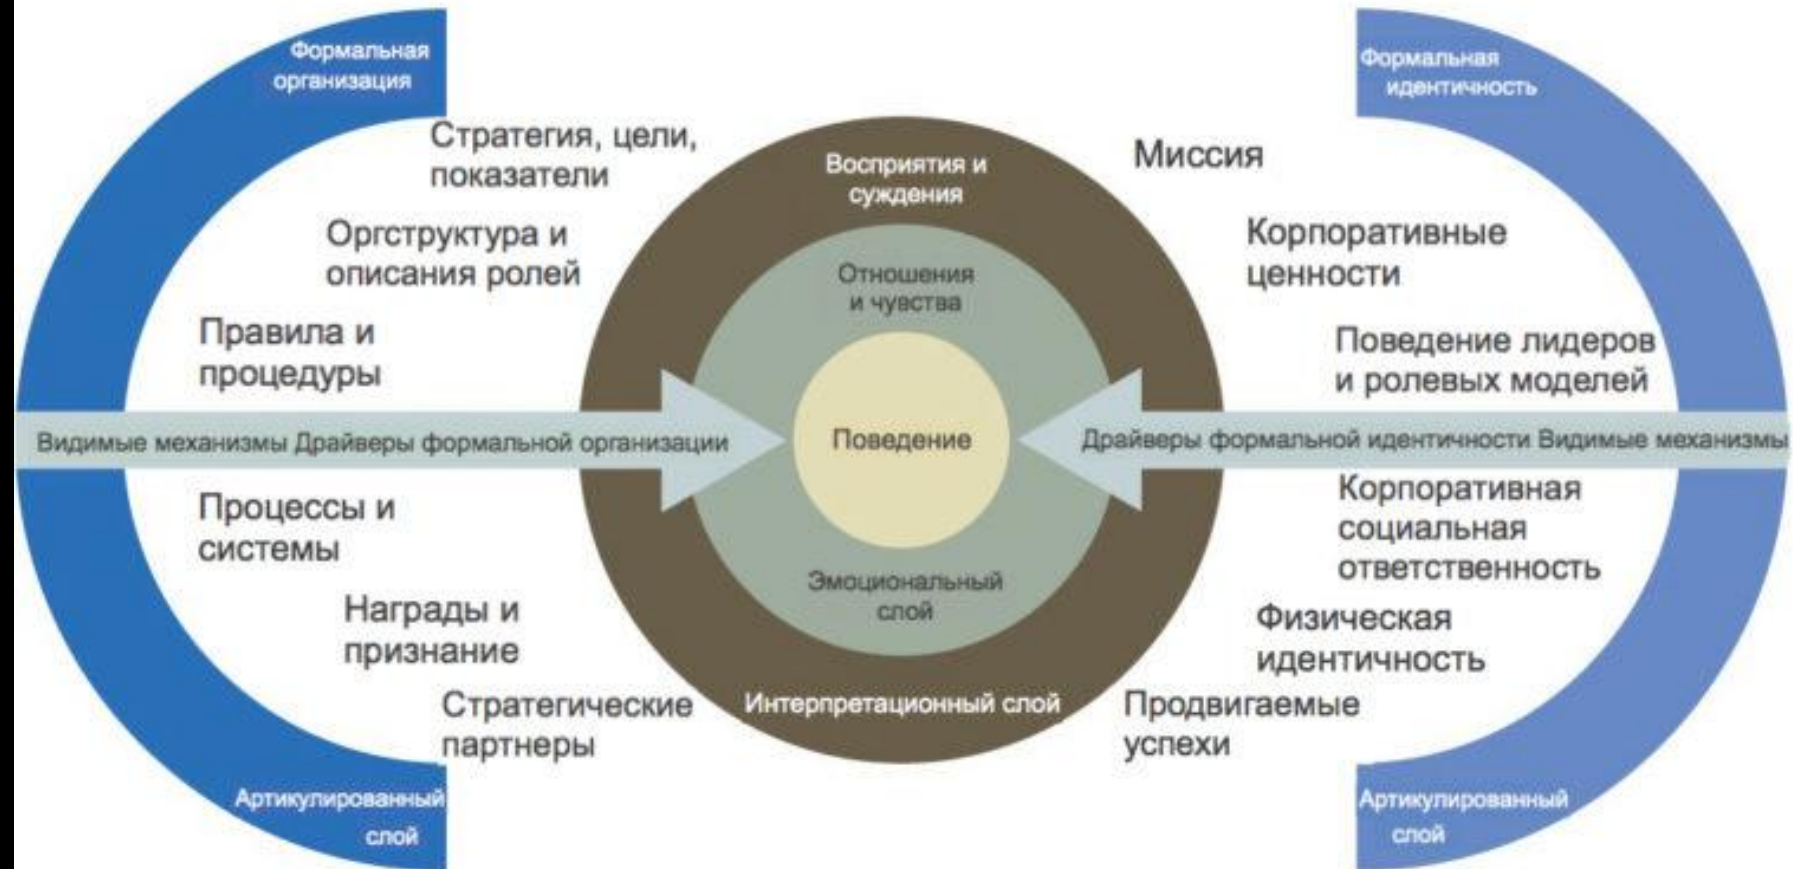 Формальная
организация
Стратегия, цели,
показатели
Оргструктура и
описания ролей
Правила и
процедуры
Видимые механизмы Драйверы формальной организации
Процессы и
системы
Награды и
признание
Стратегические
партнеры
Артикулированный
слой
Восприятия и
суждения
Отношения
и чувства
Поведение
Эмоциональный
слой
Интерпретационный слой
Формальная
идентичность
Миссия
Корпоративные
ценности
Поведение лидеров
и ролевых моделей
Драйверы формальной идентичности Видимые механизмы
Корпоративная
социальная
ответственность
Физическая
идентичность
Продвигаемые
успехи
Артикулированный
слой